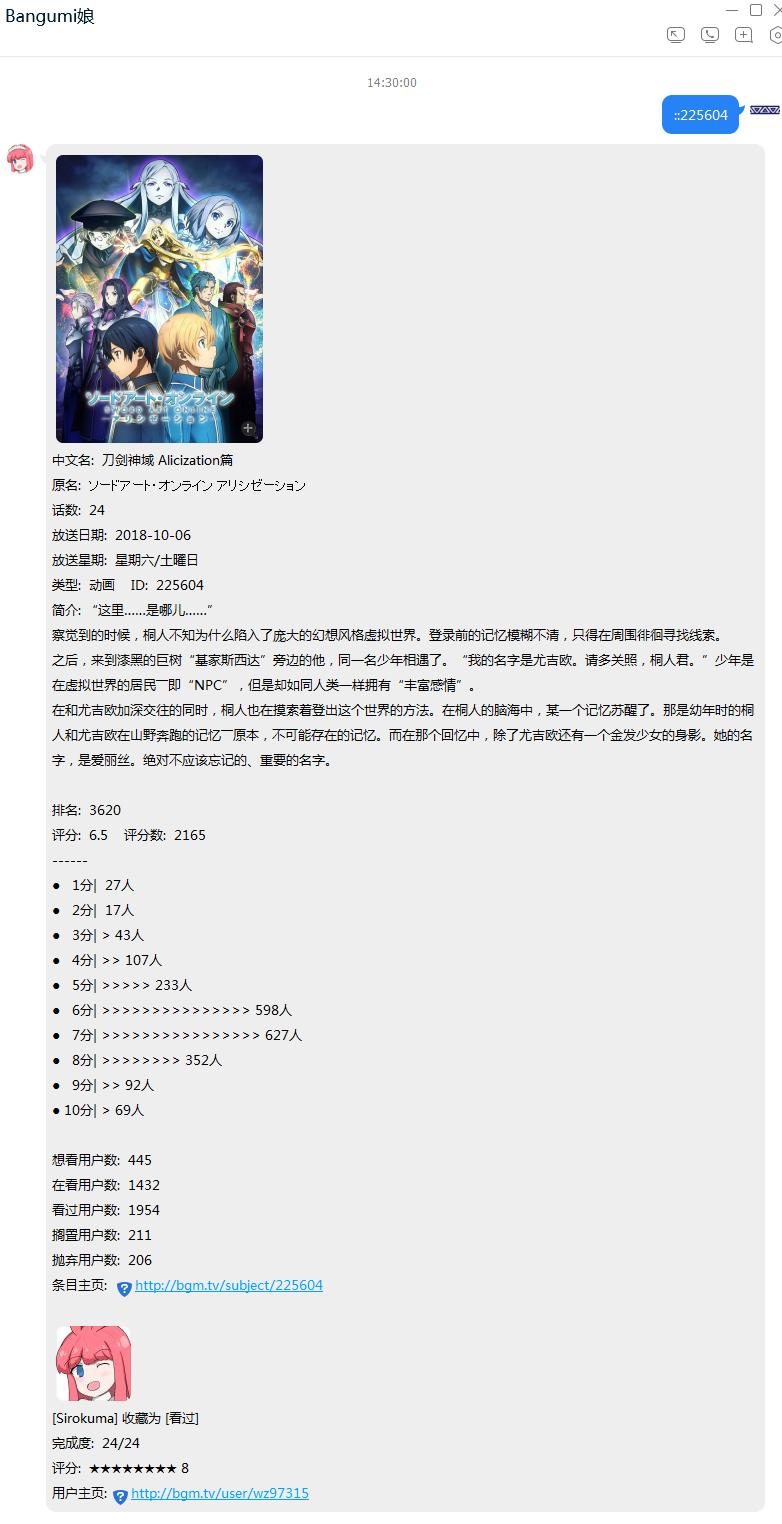 Bangumi娘
14:30:00
::225604
ソードアート・オンライン
SWORD ART ONLINE
アリシゼーション
中文名: 刀剑神域 Alicization篇
原名: ソードアート・オンライン アリシゼーション
话数: 24
放送日期: 2018-10-06
放送星期: 星期六/土曜日
类型: 动画 ID: 225604
简介: “这里……是哪儿……”
察觉到的时候，桐人不知为什么陷入了庞大的幻想风格虚拟世界。登录前的记忆模糊不清，只得在周围徘徊寻找线索。
之后，来到漆黑的巨树“基家斯西达”旁边的他，同一名少年相遇了。“我的名字是尤吉欧。请多关照，桐人君。”少年是
在虚拟世界的居民￣即“NPC”，但是却如同人类一样拥有“丰富感情”。
在和尤吉欧加深交往的同时，桐人也在摸索着登出这个世界的方法。在桐人的脑海中，某一个记忆苏醒了。那是幼年时的桐
人和尤吉欧在山野奔跑的记忆￣原本，不可能存在的记忆。而在那个回忆中，除了尤吉欧还有一个金发少女的身影。她的名
字，是爱丽丝。绝对不应该忘记的、重要的名字。
排名: 3620
评分: 6.5 评分数: 2165
------
● 1分| 27人
● 2分| 17人
● 3分| > 43人
● 4分| >> 107人
● 5分| >>>>> 233人
● 6分| >>>>>>>>>>>>>>> 598人
● 7分| >>>>>>>>>>>>>>>> 627人
● 8分| >>>>>>>> 352人
● 9分| >> 92人
● 10分| > 69人
想看用户数: 445
在看用户数: 1432
看过用户数: 1954
搁置用户数: 211
抛弃用户数: 206
条目主页: http://bgm.tv/subject/225604
[Sirokuma] 收藏为 [看过]
完成度: 24/24
评分: ★★★★★★★★ 8
用户主页: http://bgm.tv/user/wz97315